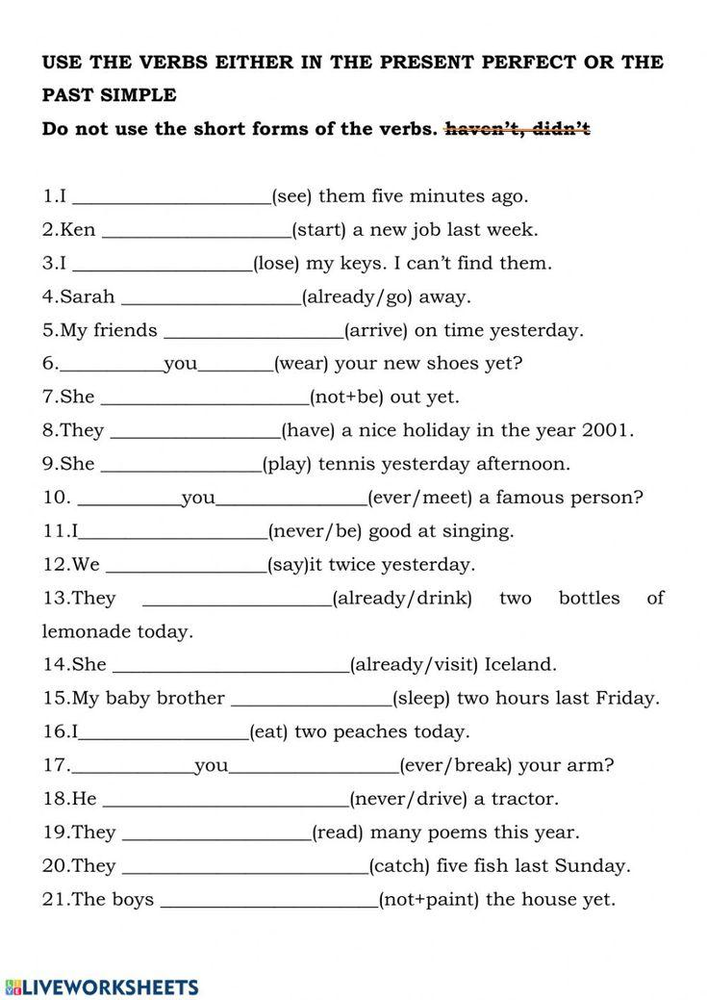 USE THE VERBS EITHER IN THE PRESENT PERFECT OR THE
PAST SIMPLE
Do not use the short forms of the verbs. haven't, didn't
1.I ____________________(see) them five minutes ago.
2.Ken ___________________(start) a new job last week.
3.I __________________(lose) my keys. I can't find them.
4.Sarah __________________(already/go) away.
5.My friends __________________(arrive) on time yesterday.
6.___________you________(wear) your new shoes yet?
7.She _____________________(not+be) out yet.
8.They _________________(have) a nice holiday in the year 2001.
9.She ________________(play) tennis yesterday afternoon.
10. ___________you________________(ever/meet) a famous person?
11.I____________________(never/be) good at singing.
12.We ________________(say)it twice yesterday.
13.They ___________________(already/drink) two bottles of
lemonade today.
14.She ________________________(already/visit) Iceland.
15.My baby brother ________________(sleep) two hours last Friday.
16.I_________________(eat) two peaches today.
17._____________you_________________(ever/break) your arm?
18.He _________________________(never/drive) a tractor.
19.They ___________________(read) many poems this year.
20.They _________________________(catch) five fish last Sunday.
21.The boys ______________________(not+paint) the house yet.
LIVEWORKSHEETS